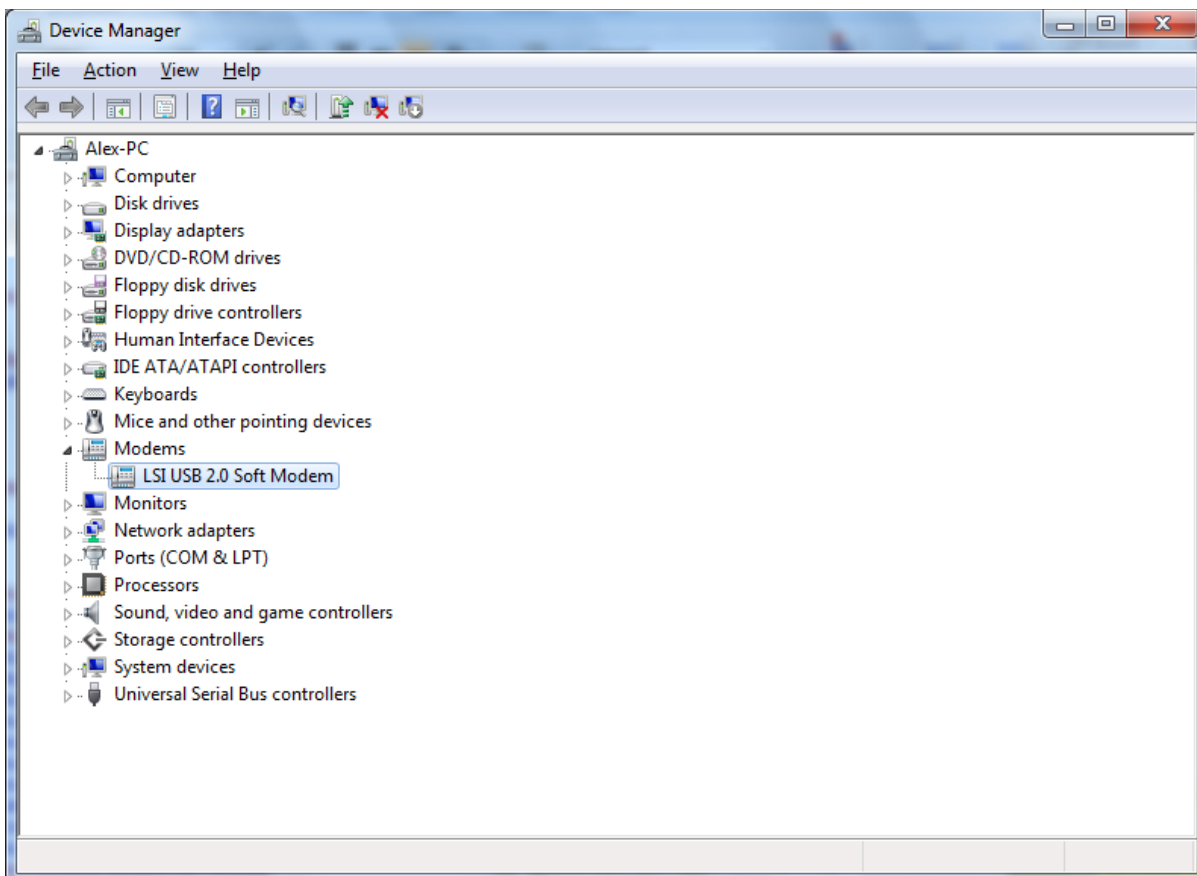 Device Manager
File Action View Help
Alex-PC
Computer
Disk drives
Display adapters
DVD/CD-ROM drives
Floppy disk drives
Floppy drive controllers
Human Interface Devices
IDE ATA/ATAPI controllers
Keyboards
Mice and other pointing devices
Modems
LSI USB 2.0 Soft Modem
Monitors
Network adapters
Ports (COM & LPT)
Processors
Sound, video and game controllers
Storage controllers
System devices
Universal Serial Bus controllers